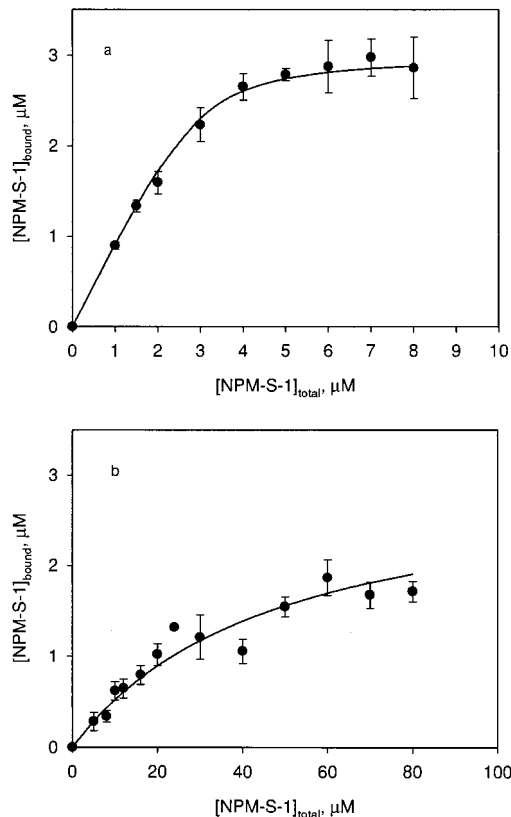 a
3
2
1
0
[NPM-S-1]bound, µM
0 1 2 3 4 5 6 7 8 9 10
[NPM-S-1]total, µM
b
3
2
1
0
[NPM-S-1]bound, µM
0 20 40 60 80 100
[NPM-S-1]total, µM